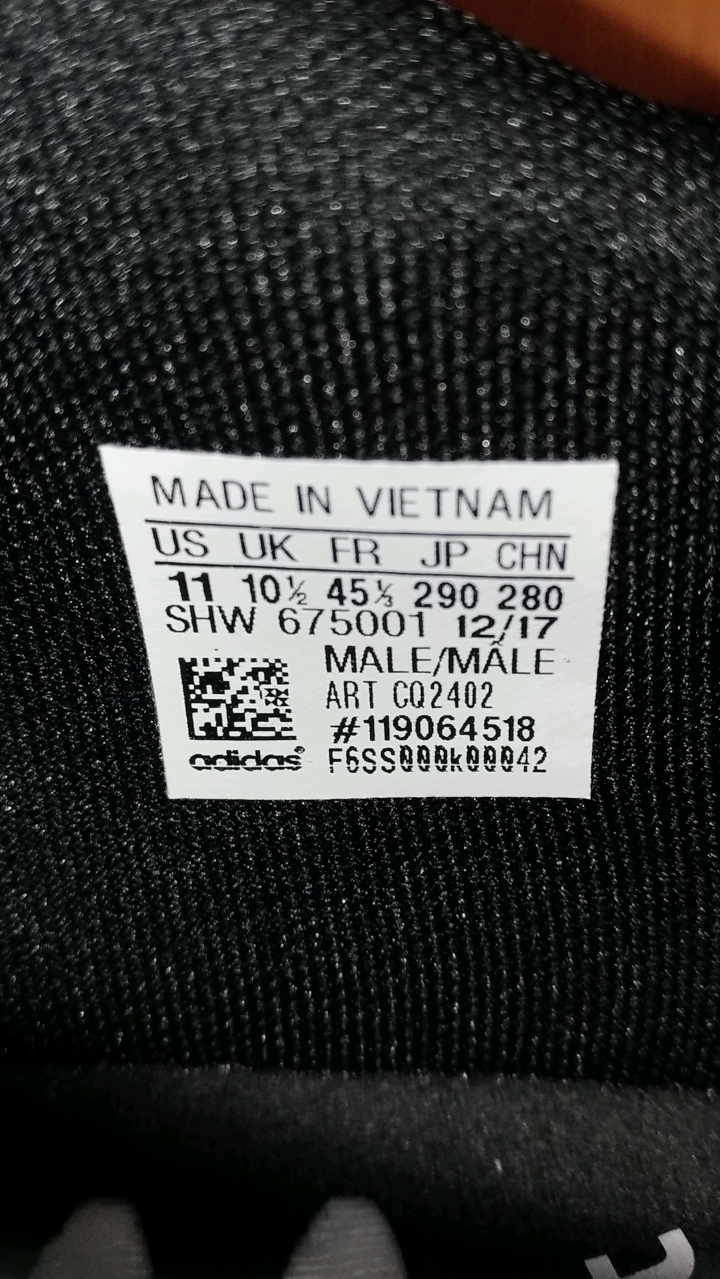 MADE IN VIETNAM
US UK FR JP CHN
11 10½ 45⅓ 290 280
SHW 675001 12/17
MALE/MÂLE
ART CQ2402
#119064518
adidas® F6SS000k00042